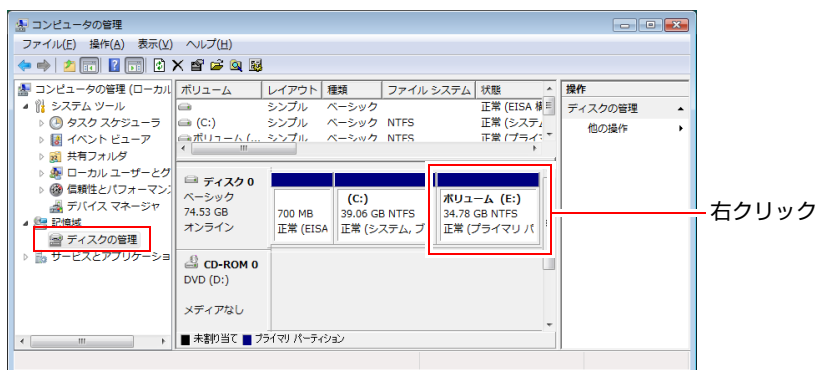 コンピュータの管理
ファイル(F) 操作(A) 表示(V) ヘルプ(H)
コンピュータの管理 (ローカル
システム ツール
タスク スケジューラ
イベント ビューア
共有フォルダ
ローカル ユーザーとグ
信頼性とパフォーマン
デバイス マネージャ
記憶域
ディスクの管理
サービスとアプリケーショ
ボリューム レイアウト 種類 ファイル システム 状態
シンプル ベーシック 正常 (EISA 構
(C:) シンプル ベーシック NTFS 正常 (システム
ボリューム (... シンプル ベーシック NTFS 正常 (プライマ
ディスク 0
ベーシック
74.53 GB
オンライン
700 MB
正常 (EISA
(C:)
39.06 GB NTFS
正常 (システム, ブ
ボリューム (E:)
34.78 GB NTFS
正常 (プライマリ パ
CD-ROM 0
DVD (D:)
メディアなし
未割り当て プライマリ パーティション
操作
ディスクの管理
他の操作
右クリック